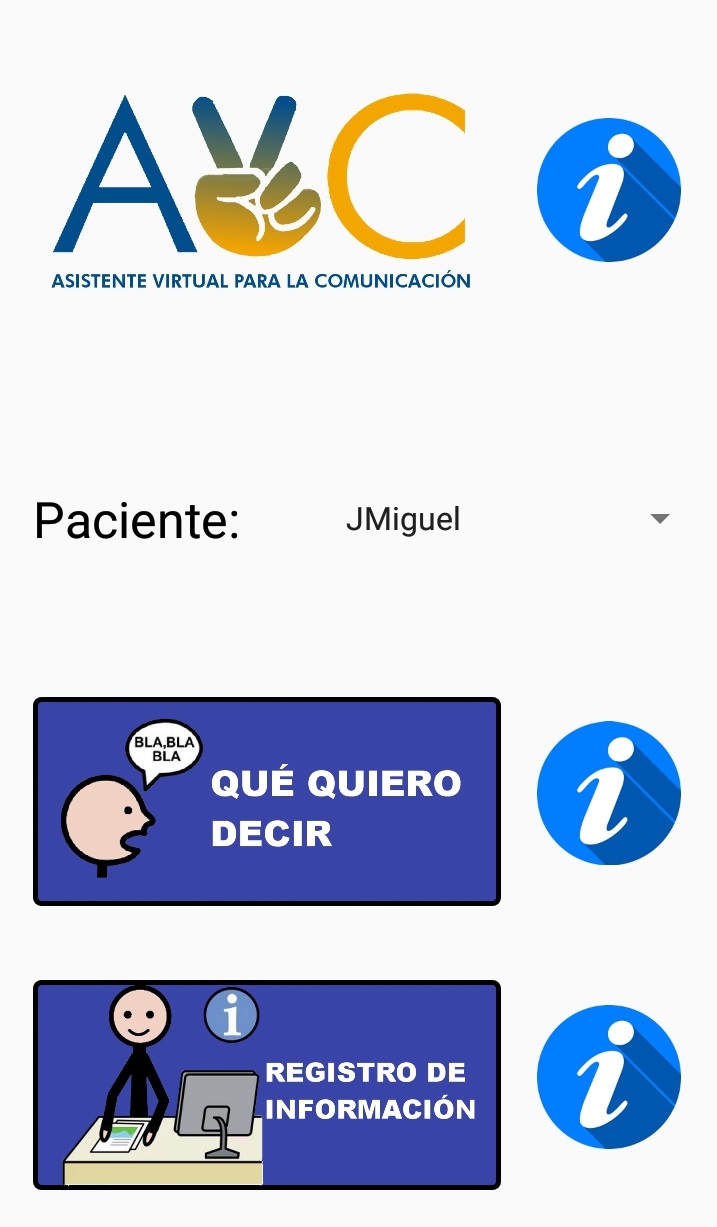 AVC
ASISTENTE VIRTUAL PARA LA COMUNICACIÓN
i
Paciente: JMiguel
BLA,BLA
BLA
QUÉ QUIERO
DECIR
i
i
REGISTRO DE
INFORMACIÓN
i